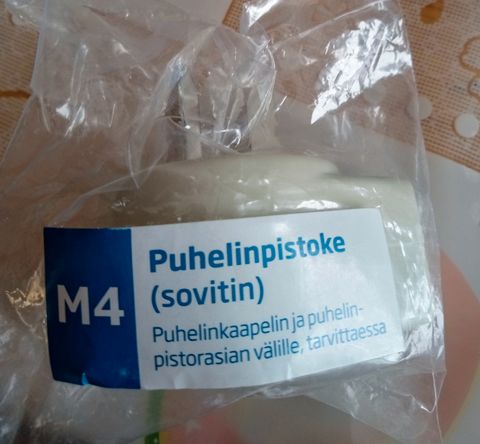 M4
Puhelinpistoke
(sovitin)
Puhelinkaapelin ja puhelin-
pistorasian välille, tarvittaessa